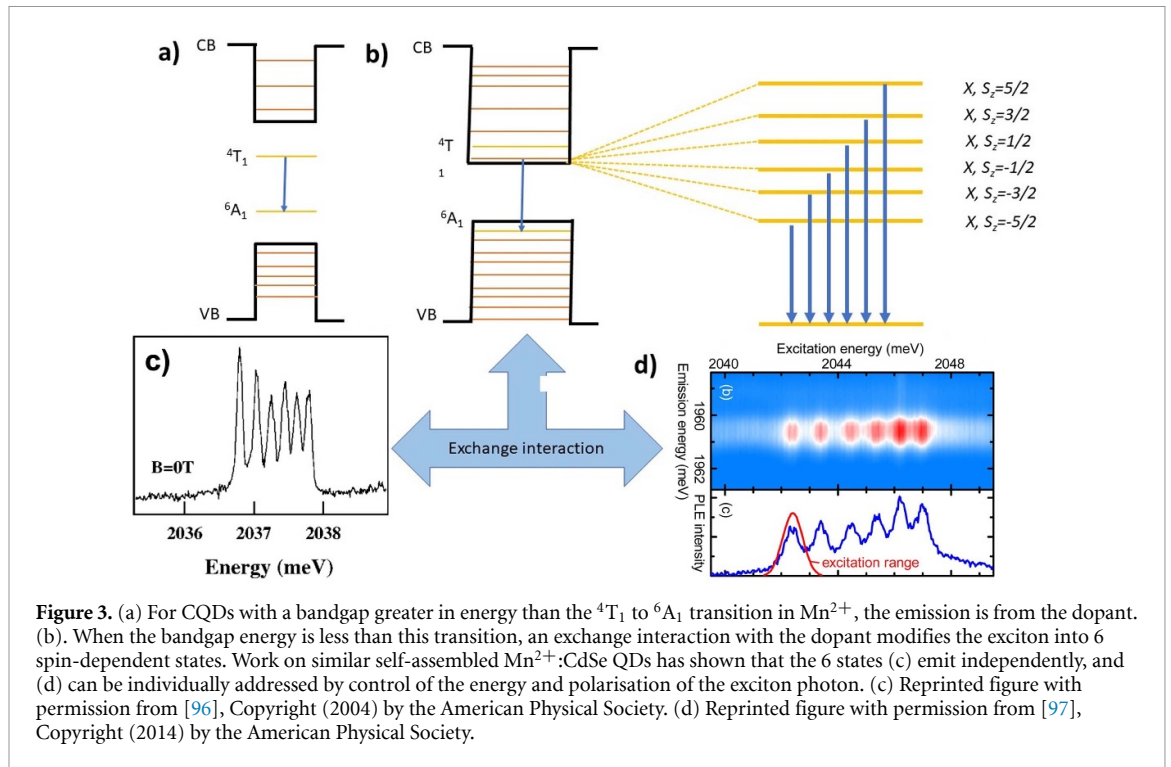 a)
CB
⁴T₁
⁶A₁
VB
b)
CB
⁴T
1
⁶A₁
VB
X, S_z=5/2
X, S_z=3/2
X, S_z=1/2
X, S_z=-1/2
X, S_z=-3/2
X, S_z=-5/2
c)
B=0T
2036 2037 2038
Energy (meV)
Exchange interaction
d)
Excitation energy (meV)
2040 2044 2048
Emission energy (meV)
1960
1962
(b)
PLE intensity
(c)
excitation range
Figure 3. (a) For CQDs with a bandgap greater in energy than the ⁴T₁ to ⁶A₁ transition in Mn²⁺, the emission is from the dopant.
(b). When the bandgap energy is less than this transition, an exchange interaction with the dopant modifies the exciton into 6
spin-dependent states. Work on similar self-assembled Mn²⁺:CdSe QDs has shown that the 6 states (c) emit independently, and
(d) can be individually addressed by control of the energy and polarisation of the exciton photon. (c) Reprinted figure with
permission from [96], Copyright (2004) by the American Physical Society. (d) Reprinted figure with permission from [97],
Copyright (2014) by the American Physical Society.